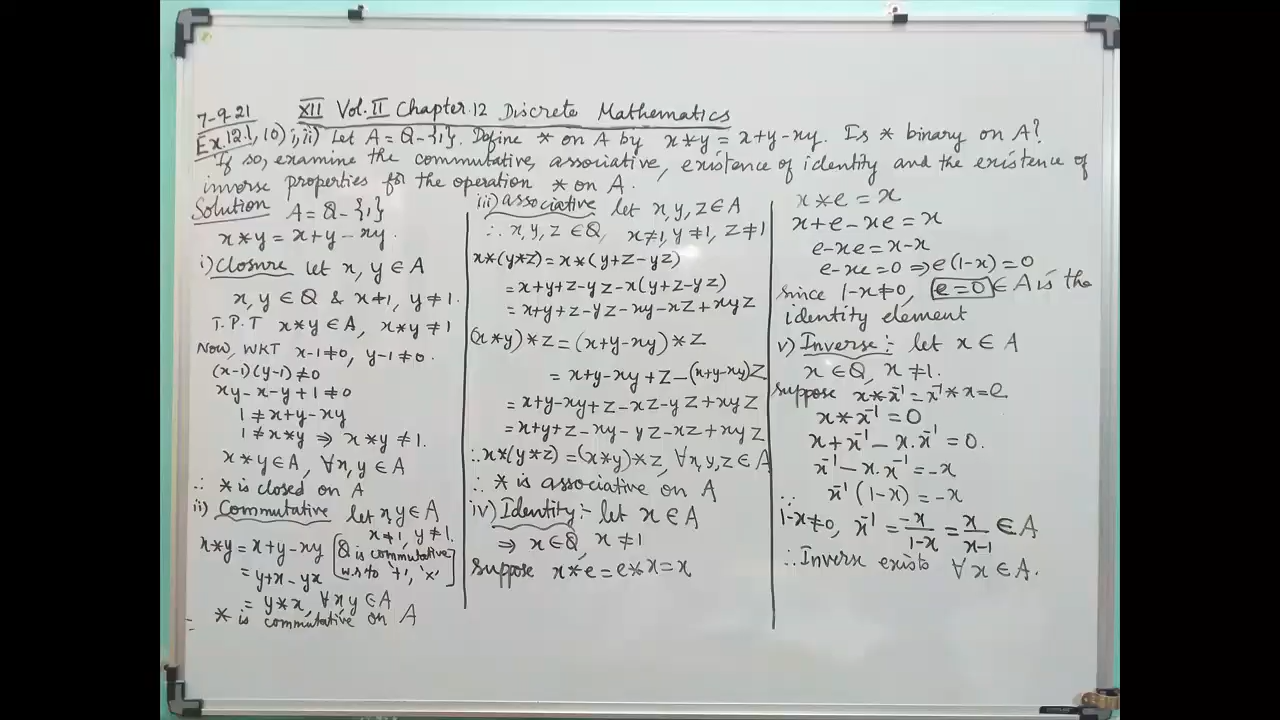 7-9-21 XII Vol. II Chapter.12 Discrete Mathematics
Ex.12.1, 10) i, ii) Let A = Q - {1}. Define * on A by x*y = x+y-xy. Is * binary on A?
If so, examine the commutative, associative, existence of identity and the existence of
inverse properties for the operation * on A.
Solution A = Q - {1}
x*y = x+y-xy.
i) Closure let x, y ∈ A
x, y ∈ Q & x≠1, y≠1.
T.P.T x*y ∈ A, x*y ≠ 1
Now, WKT x-1≠0, y-1≠0.
(x-1)(y-1)≠0
xy-x-y+1≠0
1 ≠ x+y-xy
1 ≠ x*y ⇒ x*y ≠ 1.
x*y ∈ A, ∀x,y ∈ A
∴ * is closed on A
ii) Commutative let x,y ∈ A
x≠1, y≠1.
x*y = x+y-xy [Q is commutative
= y+x-yx w.r.to '+', 'x']
= y*x, ∀x,y ∈ A
* is commutative on A
iii) associative let x, y, z ∈ A
∴ x, y, z ∈ Q, x≠1, y≠1, z≠1
x*(y*z) = x*(y+z-yz)
= x+y+z-yz-x(y+z-yz)
= x+y+z-yz-xy-xz+xyz
(x*y)*z = (x+y-xy)*z
= x+y-xy+z-(x+y-xy)z
= x+y-xy+z-xz-yz+xyz
= x+y+z-xy-yz-xz+xyz
∴ x*(y*z) = (x*y)*z, ∀x,y,z ∈ A
∴ * is associative on A
iv) Identity:- let x ∈ A
⇒ x ∈ Q, x≠1
suppose x*e = e*x = x
x*e = x
x+e-xe = x
e-xe = x-x
e-xe = 0 ⇒ e(1-x) = 0
since 1-x≠0, e=0 ∈ A is the
identity element
v) Inverse:- let x ∈ A
x ∈ Q, x≠1.
suppose x*x⁻¹ = x⁻¹*x = e
x*x⁻¹ = 0
x+x⁻¹-x.x⁻¹ = 0.
x⁻¹-x.x⁻¹ = -x
∴ x⁻¹(1-x) = -x
1-x≠0, x⁻¹ = -x/1-x = x/x-1 ∈ A
∴ Inverse exists ∀x ∈ A.